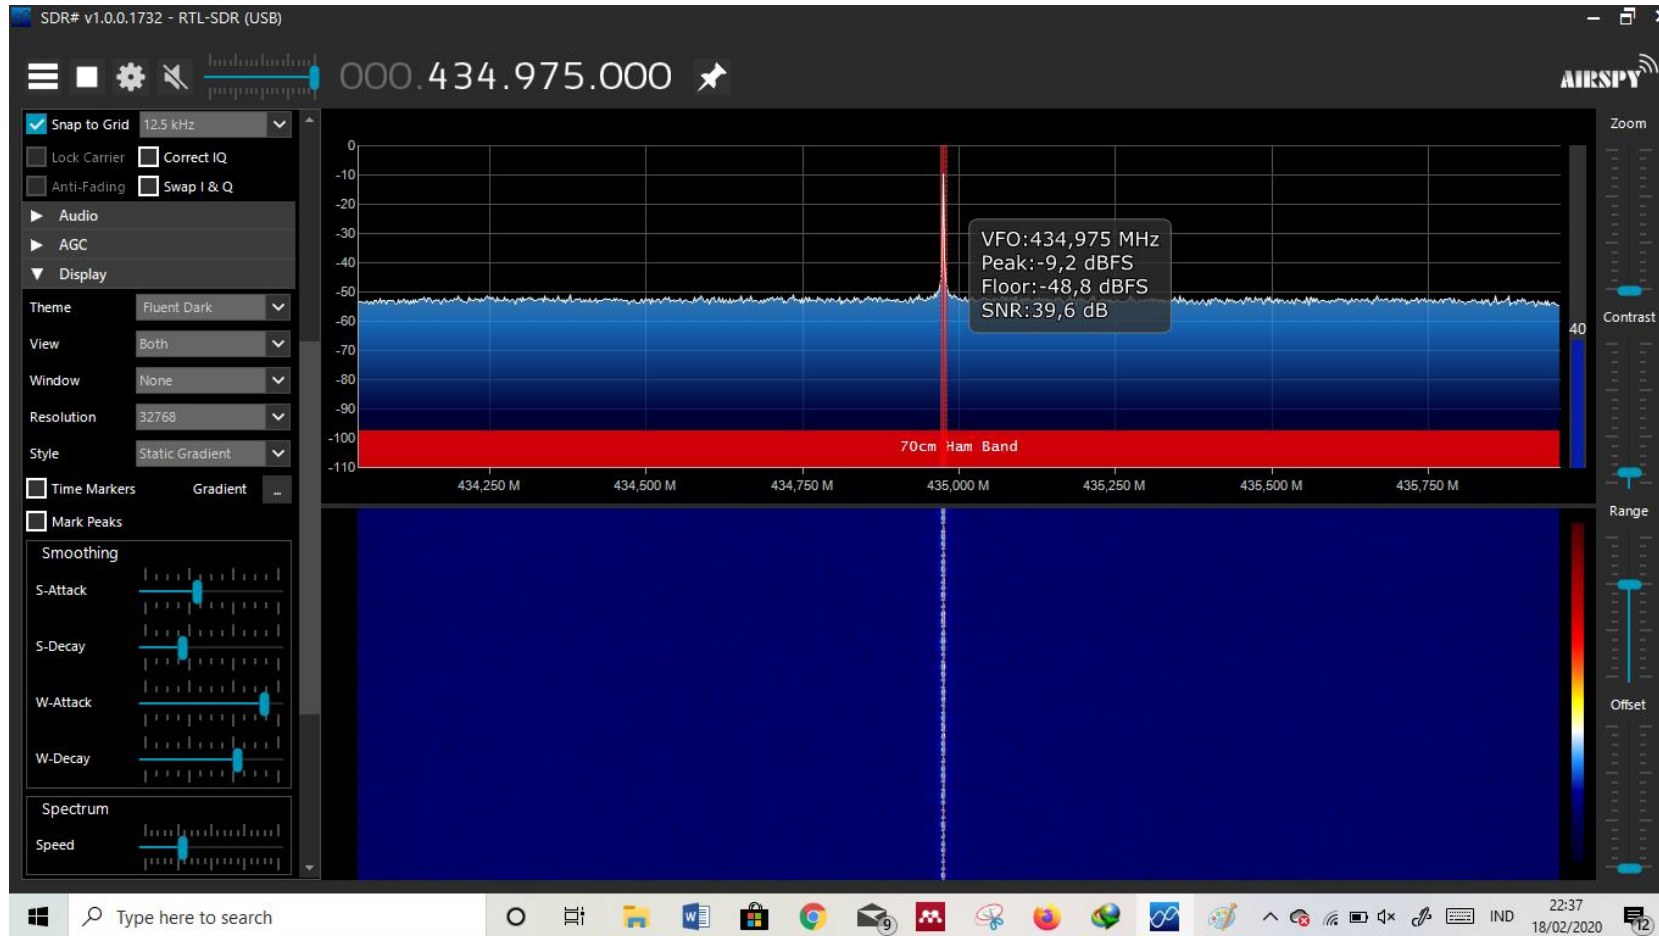 SDR# v1.0.0.1732 - RTL-SDR (USB)
000.434.975.000
AIRSPY
Snap to Grid 12.5 kHz
Lock Carrier Correct IQ
Anti-Fading Swap I & Q
Audio
AGC
Display
Theme Fluent Dark
View Both
Window None
Resolution 32768
Style Static Gradient
Time Markers Gradient ...
Mark Peaks
Smoothing
S-Attack
S-Decay
W-Attack
W-Decay
Spectrum
Speed
0
-10
-20
-30
-40
-50
-60
-70
-80
-90
-100
-110
VFO:434,975 MHz
Peak:-9,2 dBFS
Floor:-48,8 dBFS
SNR:39,6 dB
70cm Ham Band
434,250 M 434,500 M 434,750 M 435,000 M 435,250 M 435,500 M 435,750 M
40
Zoom
Contrast
Range
Offset
Type here to search
9
IND
22:37
18/02/2020
12